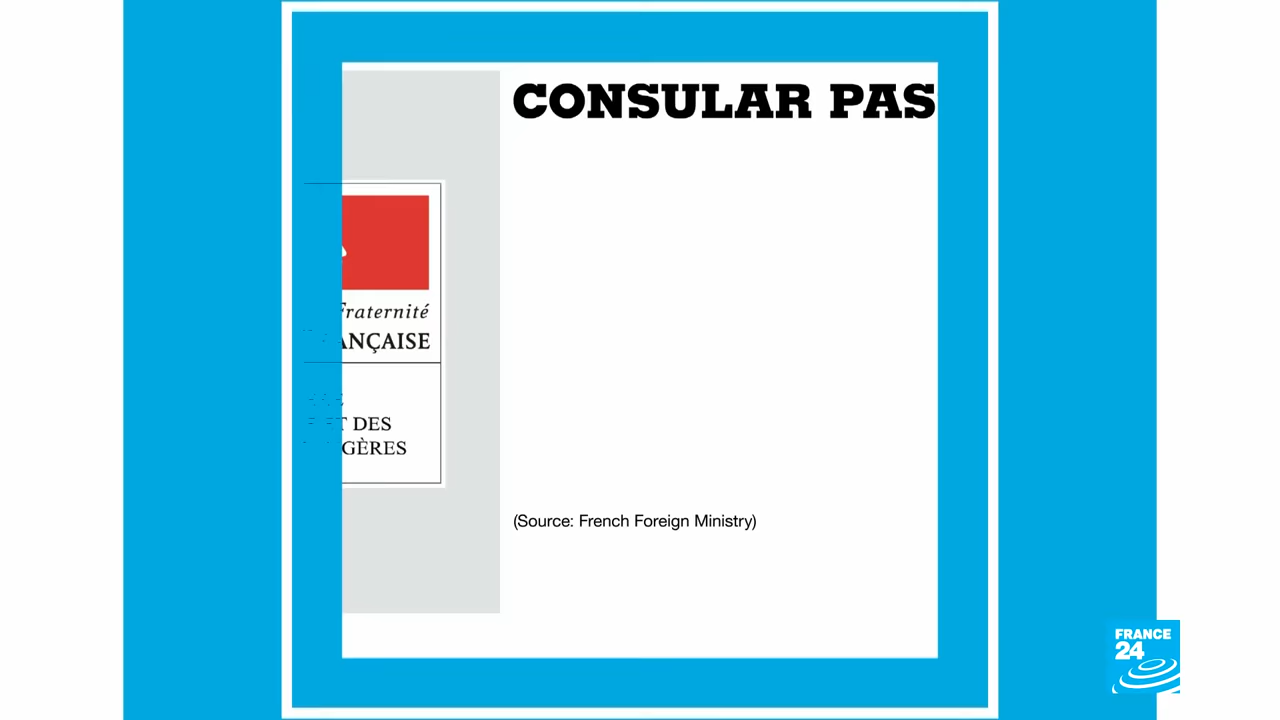 CONSULAR PAS
Fraternité
ANÇAISE
T DES
GÈRES
(Source: French Foreign Ministry)
FRANCE
24